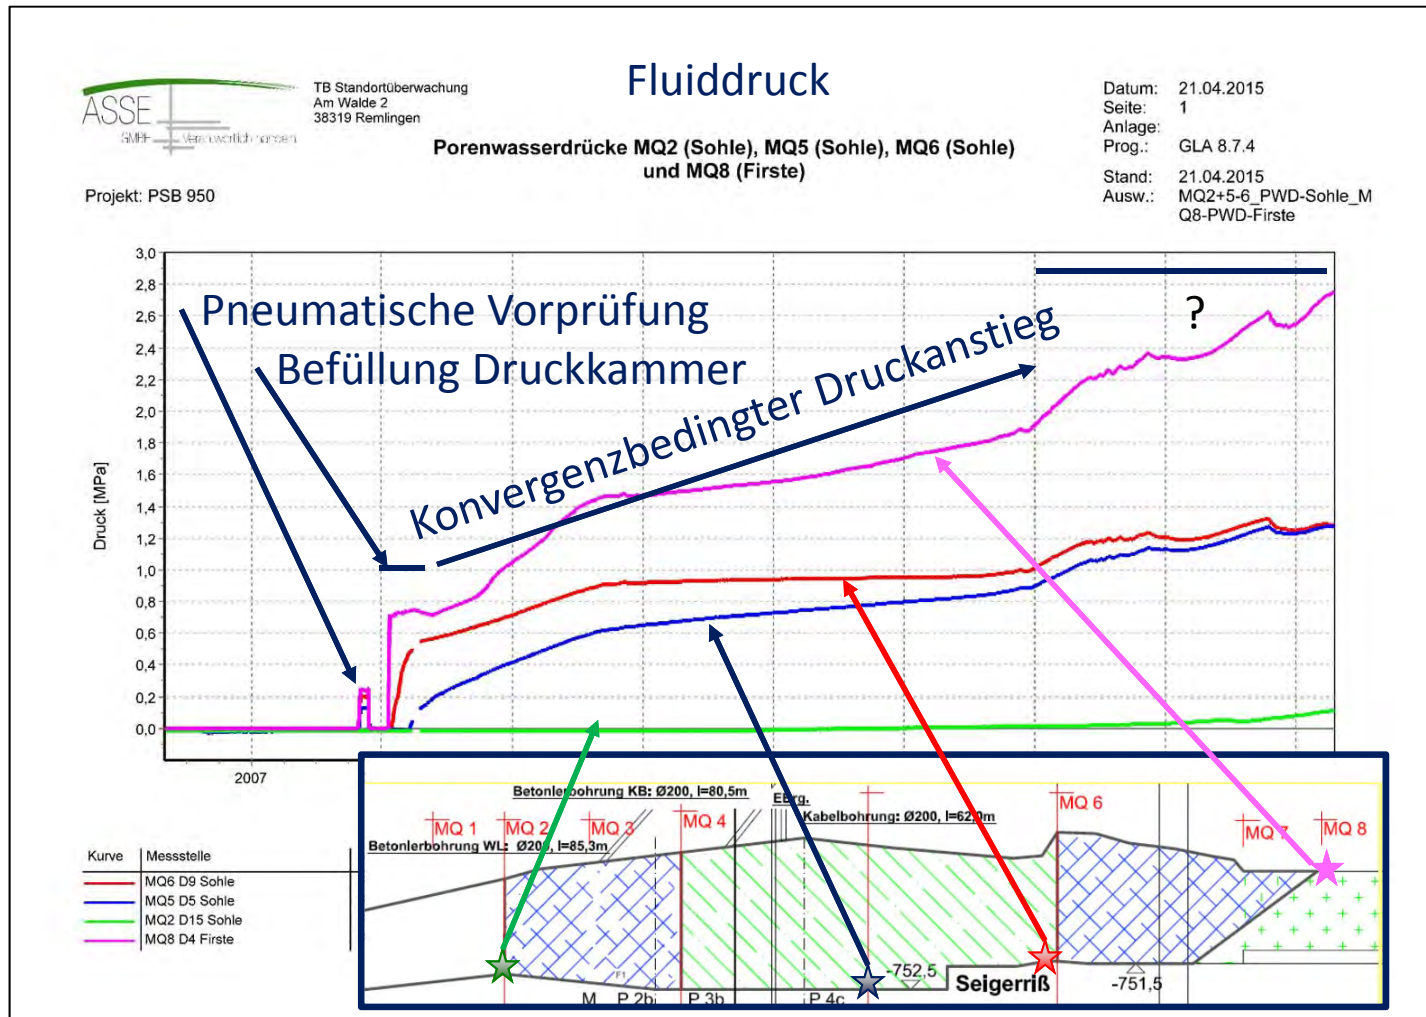 Fluiddruck
ASSE
GMBH
TB Standortüberwachung
Am Walde 2
38319 Remlingen
Datum: 21.04.2015
Seite: 1
Anlage:
Prog.: GLA 8.7.4
Stand: 21.04.2015
Ausw.: MQ2+5-6_PWD-Sohle_M
Q8-PWD-Firste
Porenwasserdrücke MQ2 (Sohle), MQ5 (Sohle), MQ6 (Sohle)
und MQ8 (Firste)
Projekt: PSB 950
Druck [MPa]
3,0
2,8
2,6
2,4
2,2
2,0
1,8
1,6
1,4
1,2
1,0
0,8
0,6
0,4
0,2
0,0
Pneumatische Vorprüfung
Befüllung Druckkammer
Konvergenzbedingter Druckanstieg
?
2007
Betonlerbohrung KB: Ø200, l=80,5m
EBrg.
Kabelbohrung: Ø200, l=62,0m
MQ 1
MQ 2
MQ 3
MQ 4
MQ 6
MQ 7
MQ 8
Betonlerbohrung WL: Ø200, l=85,3m
F1
-752,5
Seigerriß
-751,5
M
P 2b
P 3b
P 4c
Kurve Messstelle
MQ6 D9 Sohle
MQ5 D5 Sohle
MQ2 D15 Sohle
MQ8 D4 Firste